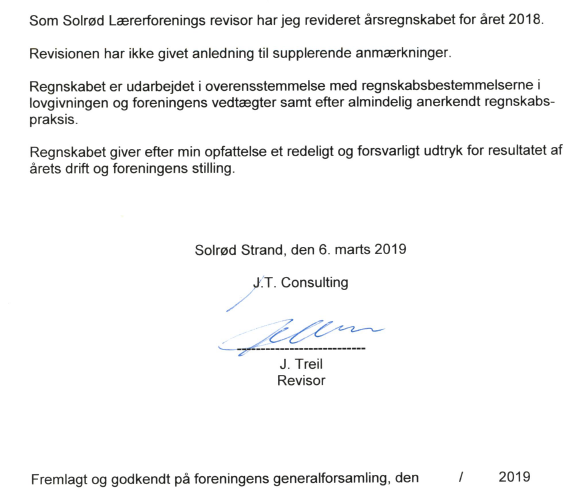 Som Solrød Lærerforenings revisor har jeg revideret årsregnskabet for året 2018.
Revisionen har ikke givet anledning til supplerende anmærkninger.
Regnskabet er udarbejdet i overensstemmelse med regnskabsbestemmelserne i
lovgivningen og foreningens vedtægter samt efter almindelig anerkendt regnskabs-
praksis.
Regnskabet giver efter min opfattelse et redeligt og forsvarligt udtryk for resultatet af
årets drift og foreningens stilling.
Solrød Strand, den 6. marts 2019
J.T. Consulting
J. Treil
Revisor
Fremlagt og godkendt på foreningens generalforsamling, den / 2019